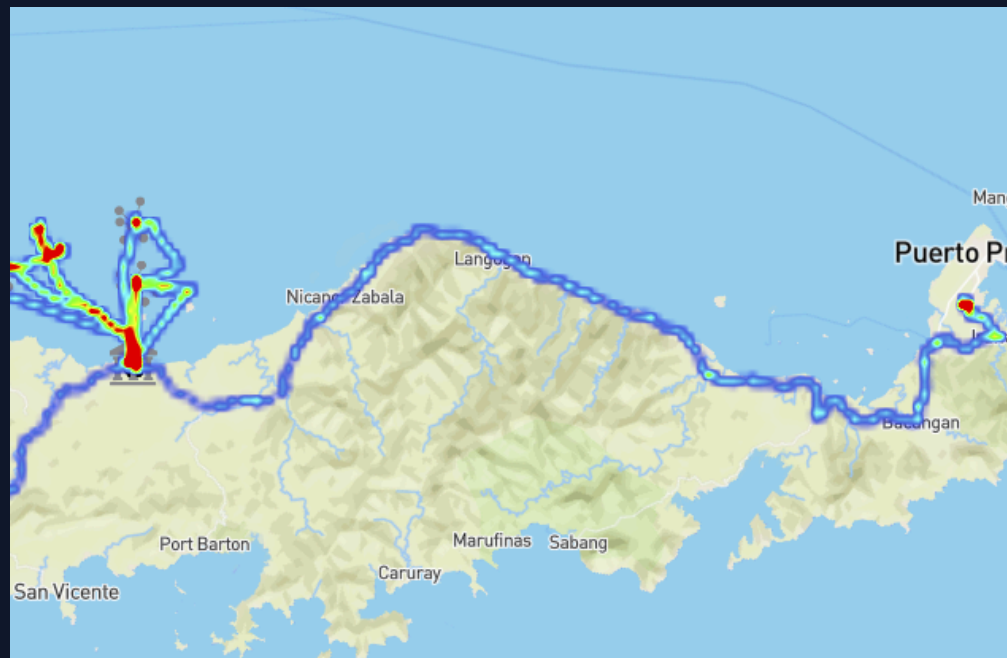 Puerto Pr
Langogan
Nicanor Zabala
Bacungan
Port Barton
Marufinas
Sabang
Caruray
San Vicente